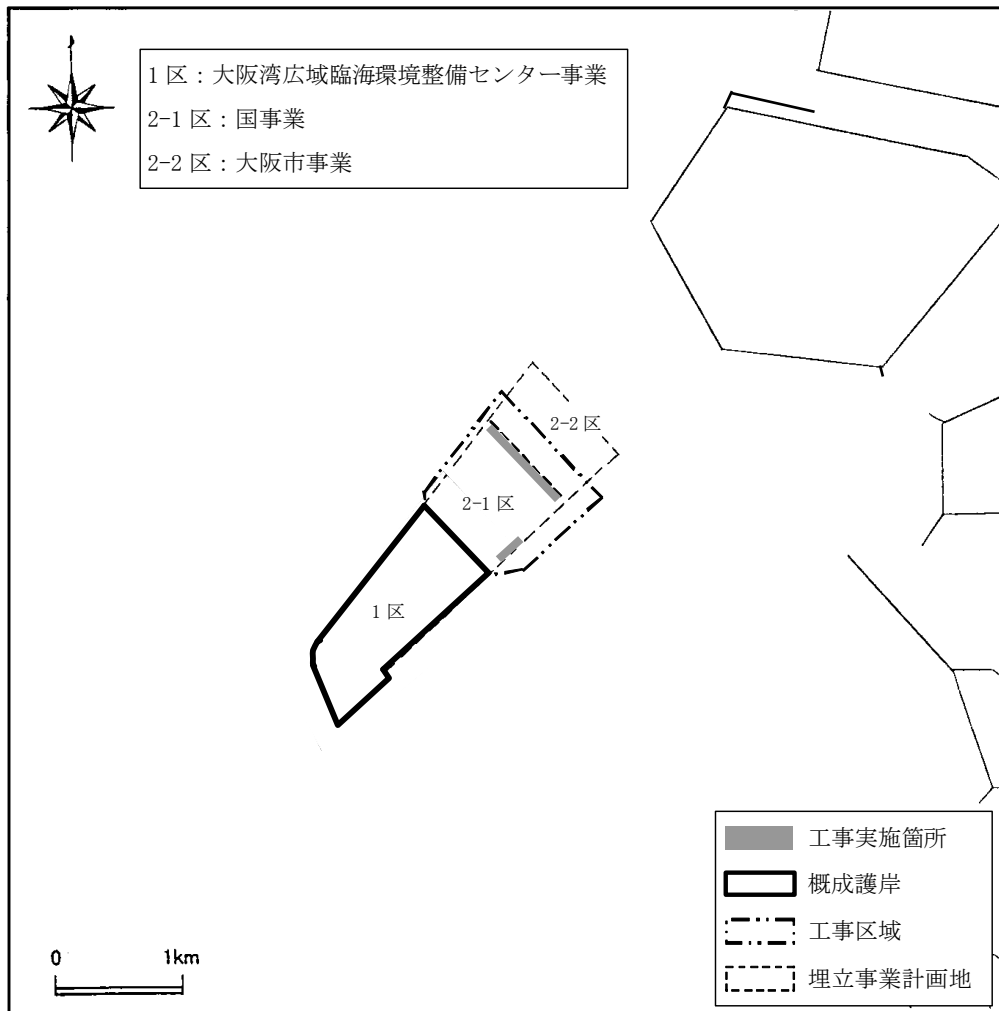 1区：大阪湾広域臨海環境整備センター事業
2-1区：国事業
2-2区：大阪市事業
2-2区
2-1区
1区
工事実施箇所
概成護岸
工事区域
埋立事業計画地
0 1km